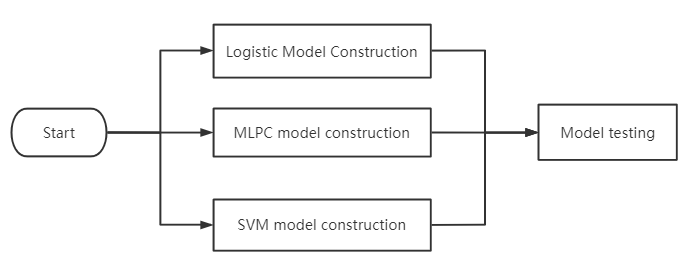 Start
Logistic Model Construction
MLPC model construction
SVM model construction
Model testing